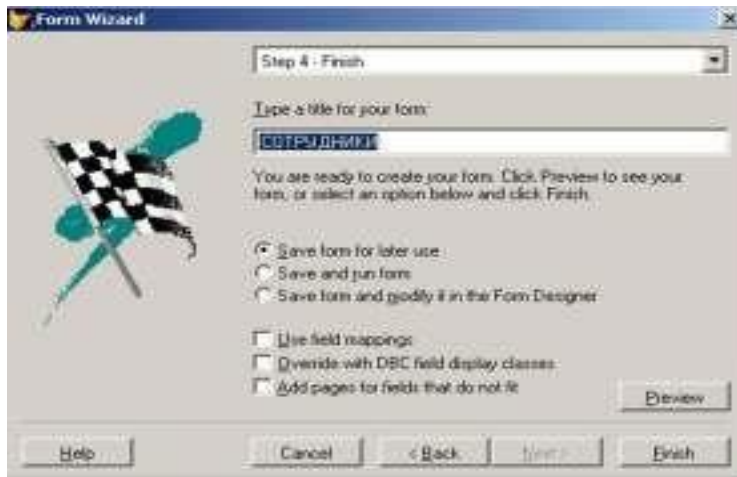 Form Wizard
Step 4 - Finish
Type a title for your form:
СОТРУДНИКИ
You are ready to create your form. Click Preview to see your
form, or select an option below and click Finish.
Save form for later use
Save and run form
Save form and modify it in the Form Designer
Use field mappings
Override with DBC field display classes
Add pages for fields that do not fit
Preview
Help
Cancel
< Back
Next >
Finish